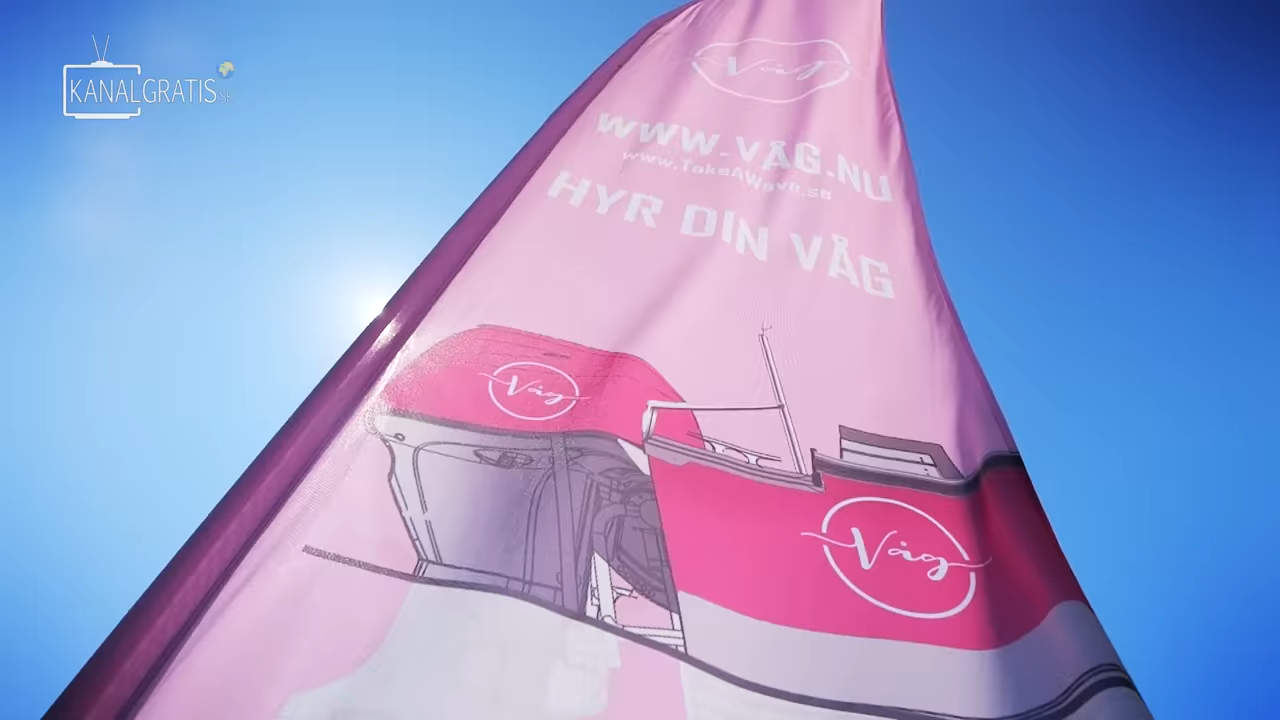 KANALGRATIS.SE
Våg
WWW.VÅG.NU
www.TakeAWave.se
HYR DIN VÅG
Våg
Våg